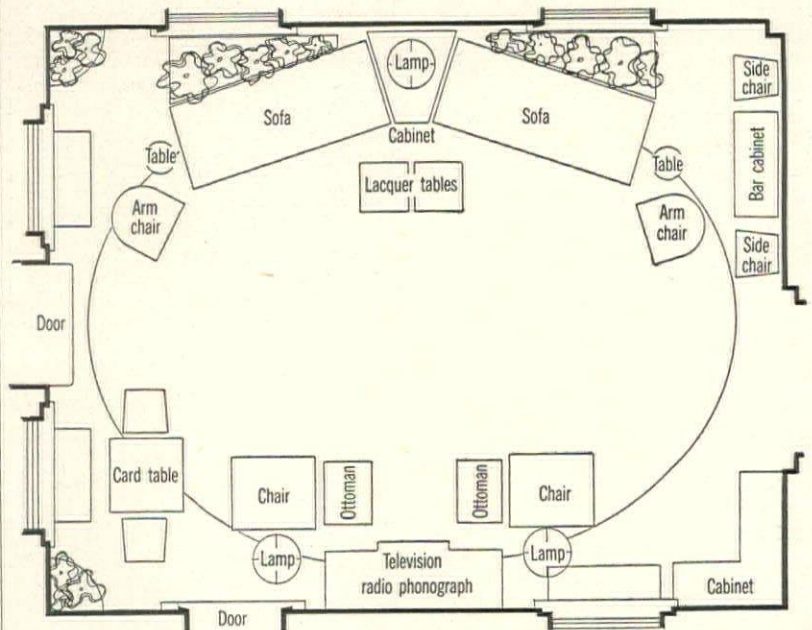 Lamp
Side
chair
Sofa
Sofa
Cabinet
Table
Table
Bar cabinet
Lacquer tables
Arm
chair
Arm
chair
Side
chair
Door
Card table
Chair
Ottoman
Ottoman
Chair
Lamp
Television
radio phonograph
Lamp
Cabinet
Door